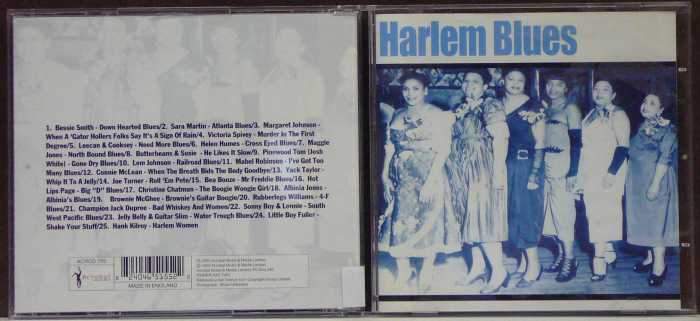 1. Bessie Smith - Down Hearted Blues/2. Sara Martin - Atlanta Blues/3. Margaret Johnson -
When A 'Gator Hollers Folks Say It's A Sign Of Rain/4. Victoria Spivey - Murder In The First
Degree/5. Leecan & Cooksey - Need More Blues/6. Helen Humes - Cross Eyed Blues/7. Maggie
Jones - North Bound Blues/8. Butterbeans & Susie - He Likes It Slow/9. Pinewood Tom (Josh
White) - Gone Dry Blues/10. Lonn Johnson - Railroad Blues/11. Mabel Robinson - I've Got Too
Many Blues/12. Connie McLean - When The Breath Bids The Body Goodbye/13. Yack Taylor -
Whip It To A Jelly/14. Joe Turner - Roll 'Em Pete/15. Bea Booze - Mr Freddie Blues/16. Hot
Lips Page - Big "D" Blues/17. Christine Chatman - The Boogie Woogie Girl/18. Albinia Jones -
Albinia's Blues/19. Brownie McGhee - Brownie's Guitar Boogie/20. Rubberlegs Williams - 4-F
Blues/21. Champion Jack Dupree - Bad Whiskey And Women/22. Sonny Boy & Lonnie - South
West Pacific Blues/23. Jelly Belly & Guitar Slim - Water Trough Blues/24. Little Boy Fuller -
Shake Your Stuff/25. Hank Kilroy - Harlem Women
MADE IN ENGLAND
Harlem Blues